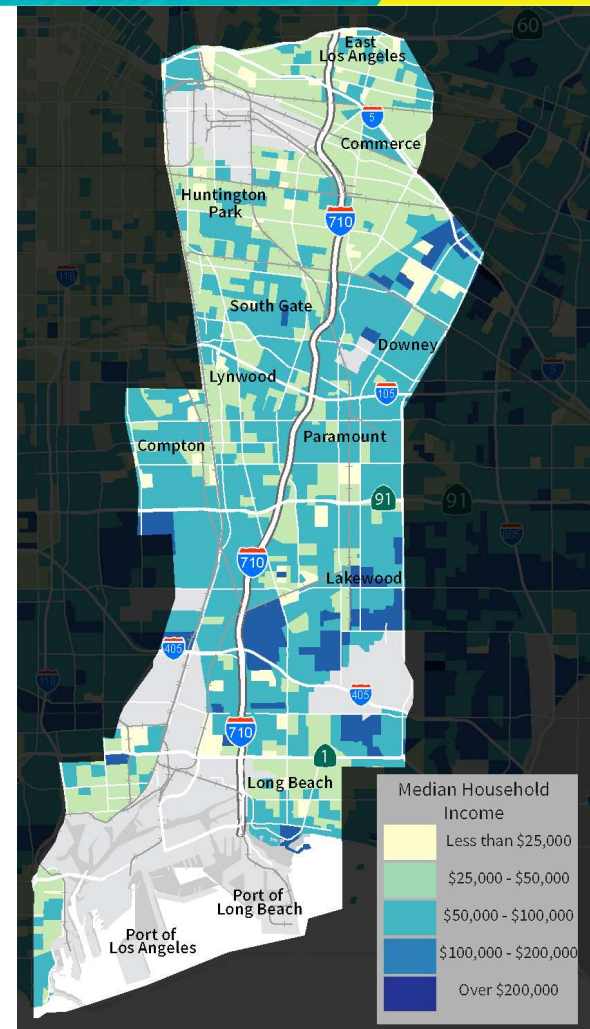 60
East
Los Angeles
5
Commerce
Huntington
Park
710
110
South Gate
Downey
5
Lynwood
105
Compton
Paramount
91
91
605
710
Lakewood
405
110
405
710
1
Long Beach
Port of
Long Beach
Port of
Los Angeles
Median Household
Income
Less than $25,000
$25,000 - $50,000
$50,000 - $100,000
$100,000 - $200,000
Over $200,000